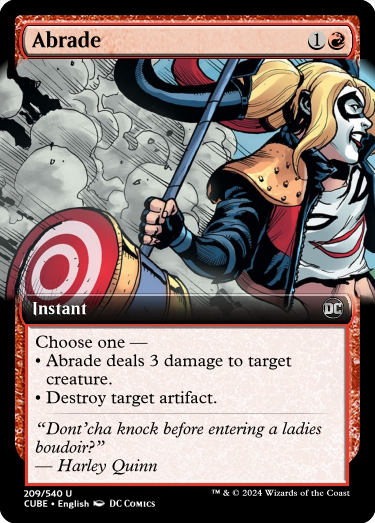 Abrade
1
Instant
DC
Choose one —
• Abrade deals 3 damage to target
creature.
• Destroy target artifact.
"Dont'cha knock before entering a ladies
boudoir?"
— Harley Quinn
209/540 U
™ & © 2024 Wizards of the Coast
CUBE • English DC COMICS